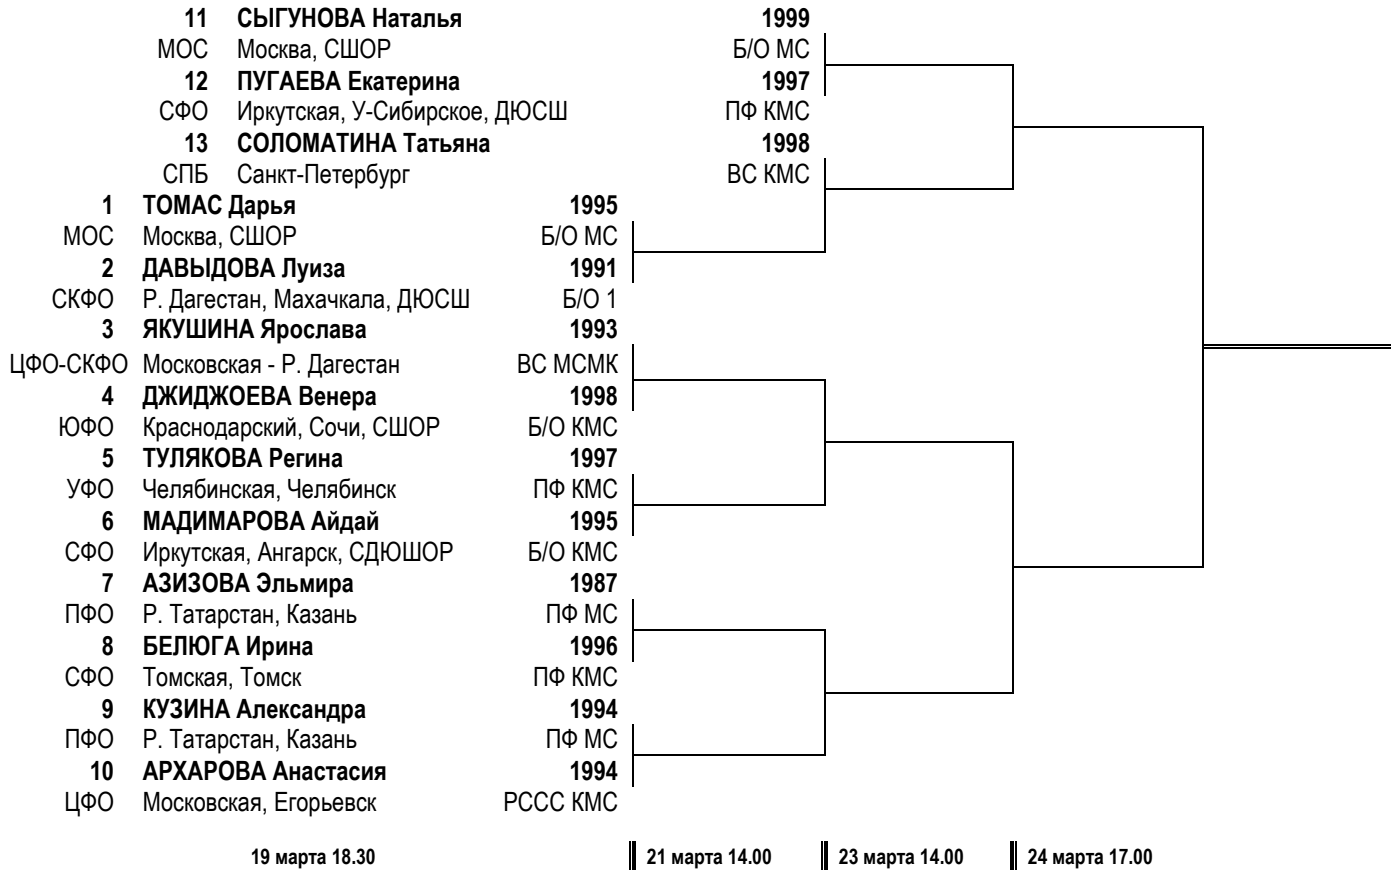 11 СЫГУНОВА Наталья 1999
МОС Москва, СШОР Б/О МС
12 ПУГАЕВА Екатерина 1997
СФО Иркутская, У-Сибирское, ДЮСШ ПФ КМС
13 СОЛОМАТИНА Татьяна 1998
СПБ Санкт-Петербург ВС КМС
1 ТОМАС Дарья 1995
МОС Москва, СШОР Б/О МС
2 ДАВЫДОВА Луиза 1991
СКФО Р. Дагестан, Махачкала, ДЮСШ Б/О 1
3 ЯКУШИНА Ярослава 1993
ЦФО-СКФО Московская - Р. Дагестан ВС МСМК
4 ДЖИДЖОЕВА Венера 1998
ЮФО Краснодарский, Сочи, СШОР Б/О КМС
5 ТУЛЯКОВА Регина 1997
УФО Челябинская, Челябинск ПФ КМС
6 МАДИМАРОВА Айдай 1995
СФО Иркутская, Ангарск, СДЮШОР Б/О КМС
7 АЗИЗОВА Эльмира 1987
ПФО Р. Татарстан, Казань ПФ МС
8 БЕЛЮГА Ирина 1996
СФО Томская, Томск ПФ КМС
9 КУЗИНА Александра 1994
ПФО Р. Татарстан, Казань ПФ МС
10 АРХАРОВА Анастасия 1994
ЦФО Московская, Егорьевск РССС КМС
19 марта 18.30 21 марта 14.00 23 марта 14.00 24 марта 17.00